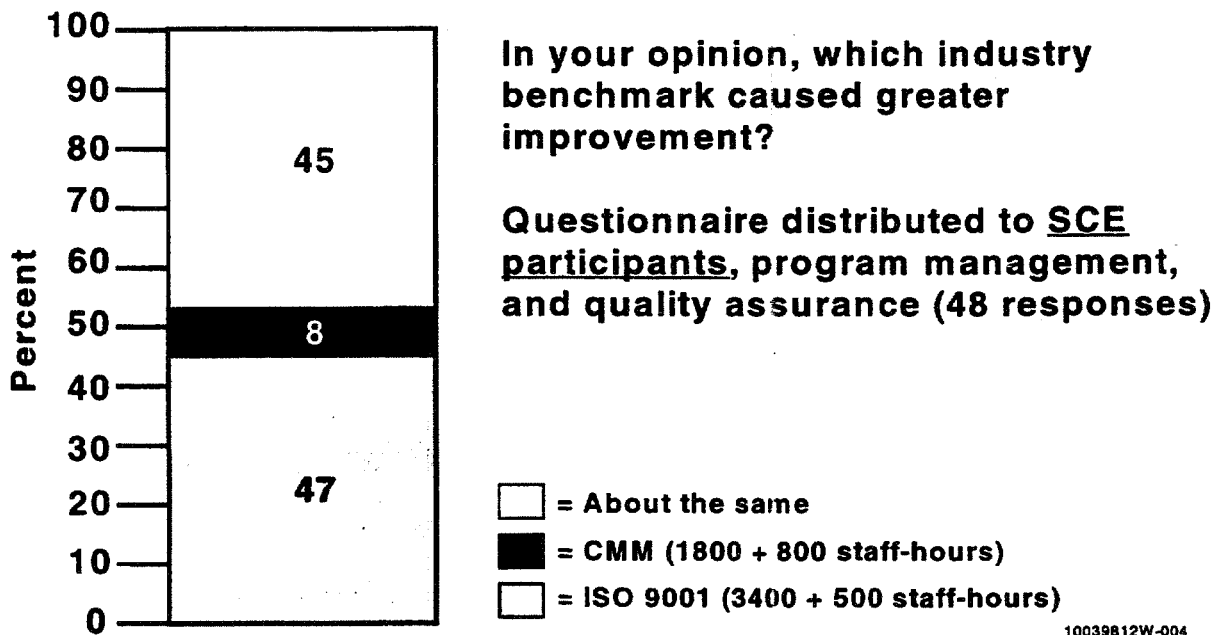 100
90
80
70
60
50
40
30
20
10
0
Percent
45
8
47
In your opinion, which industry
benchmark caused greater
improvement?
Questionnaire distributed to SCE
participants, program management,
and quality assurance (48 responses)
= About the same
= CMM (1800 + 800 staff-hours)
= ISO 9001 (3400 + 500 staff-hours)
10039812W-004